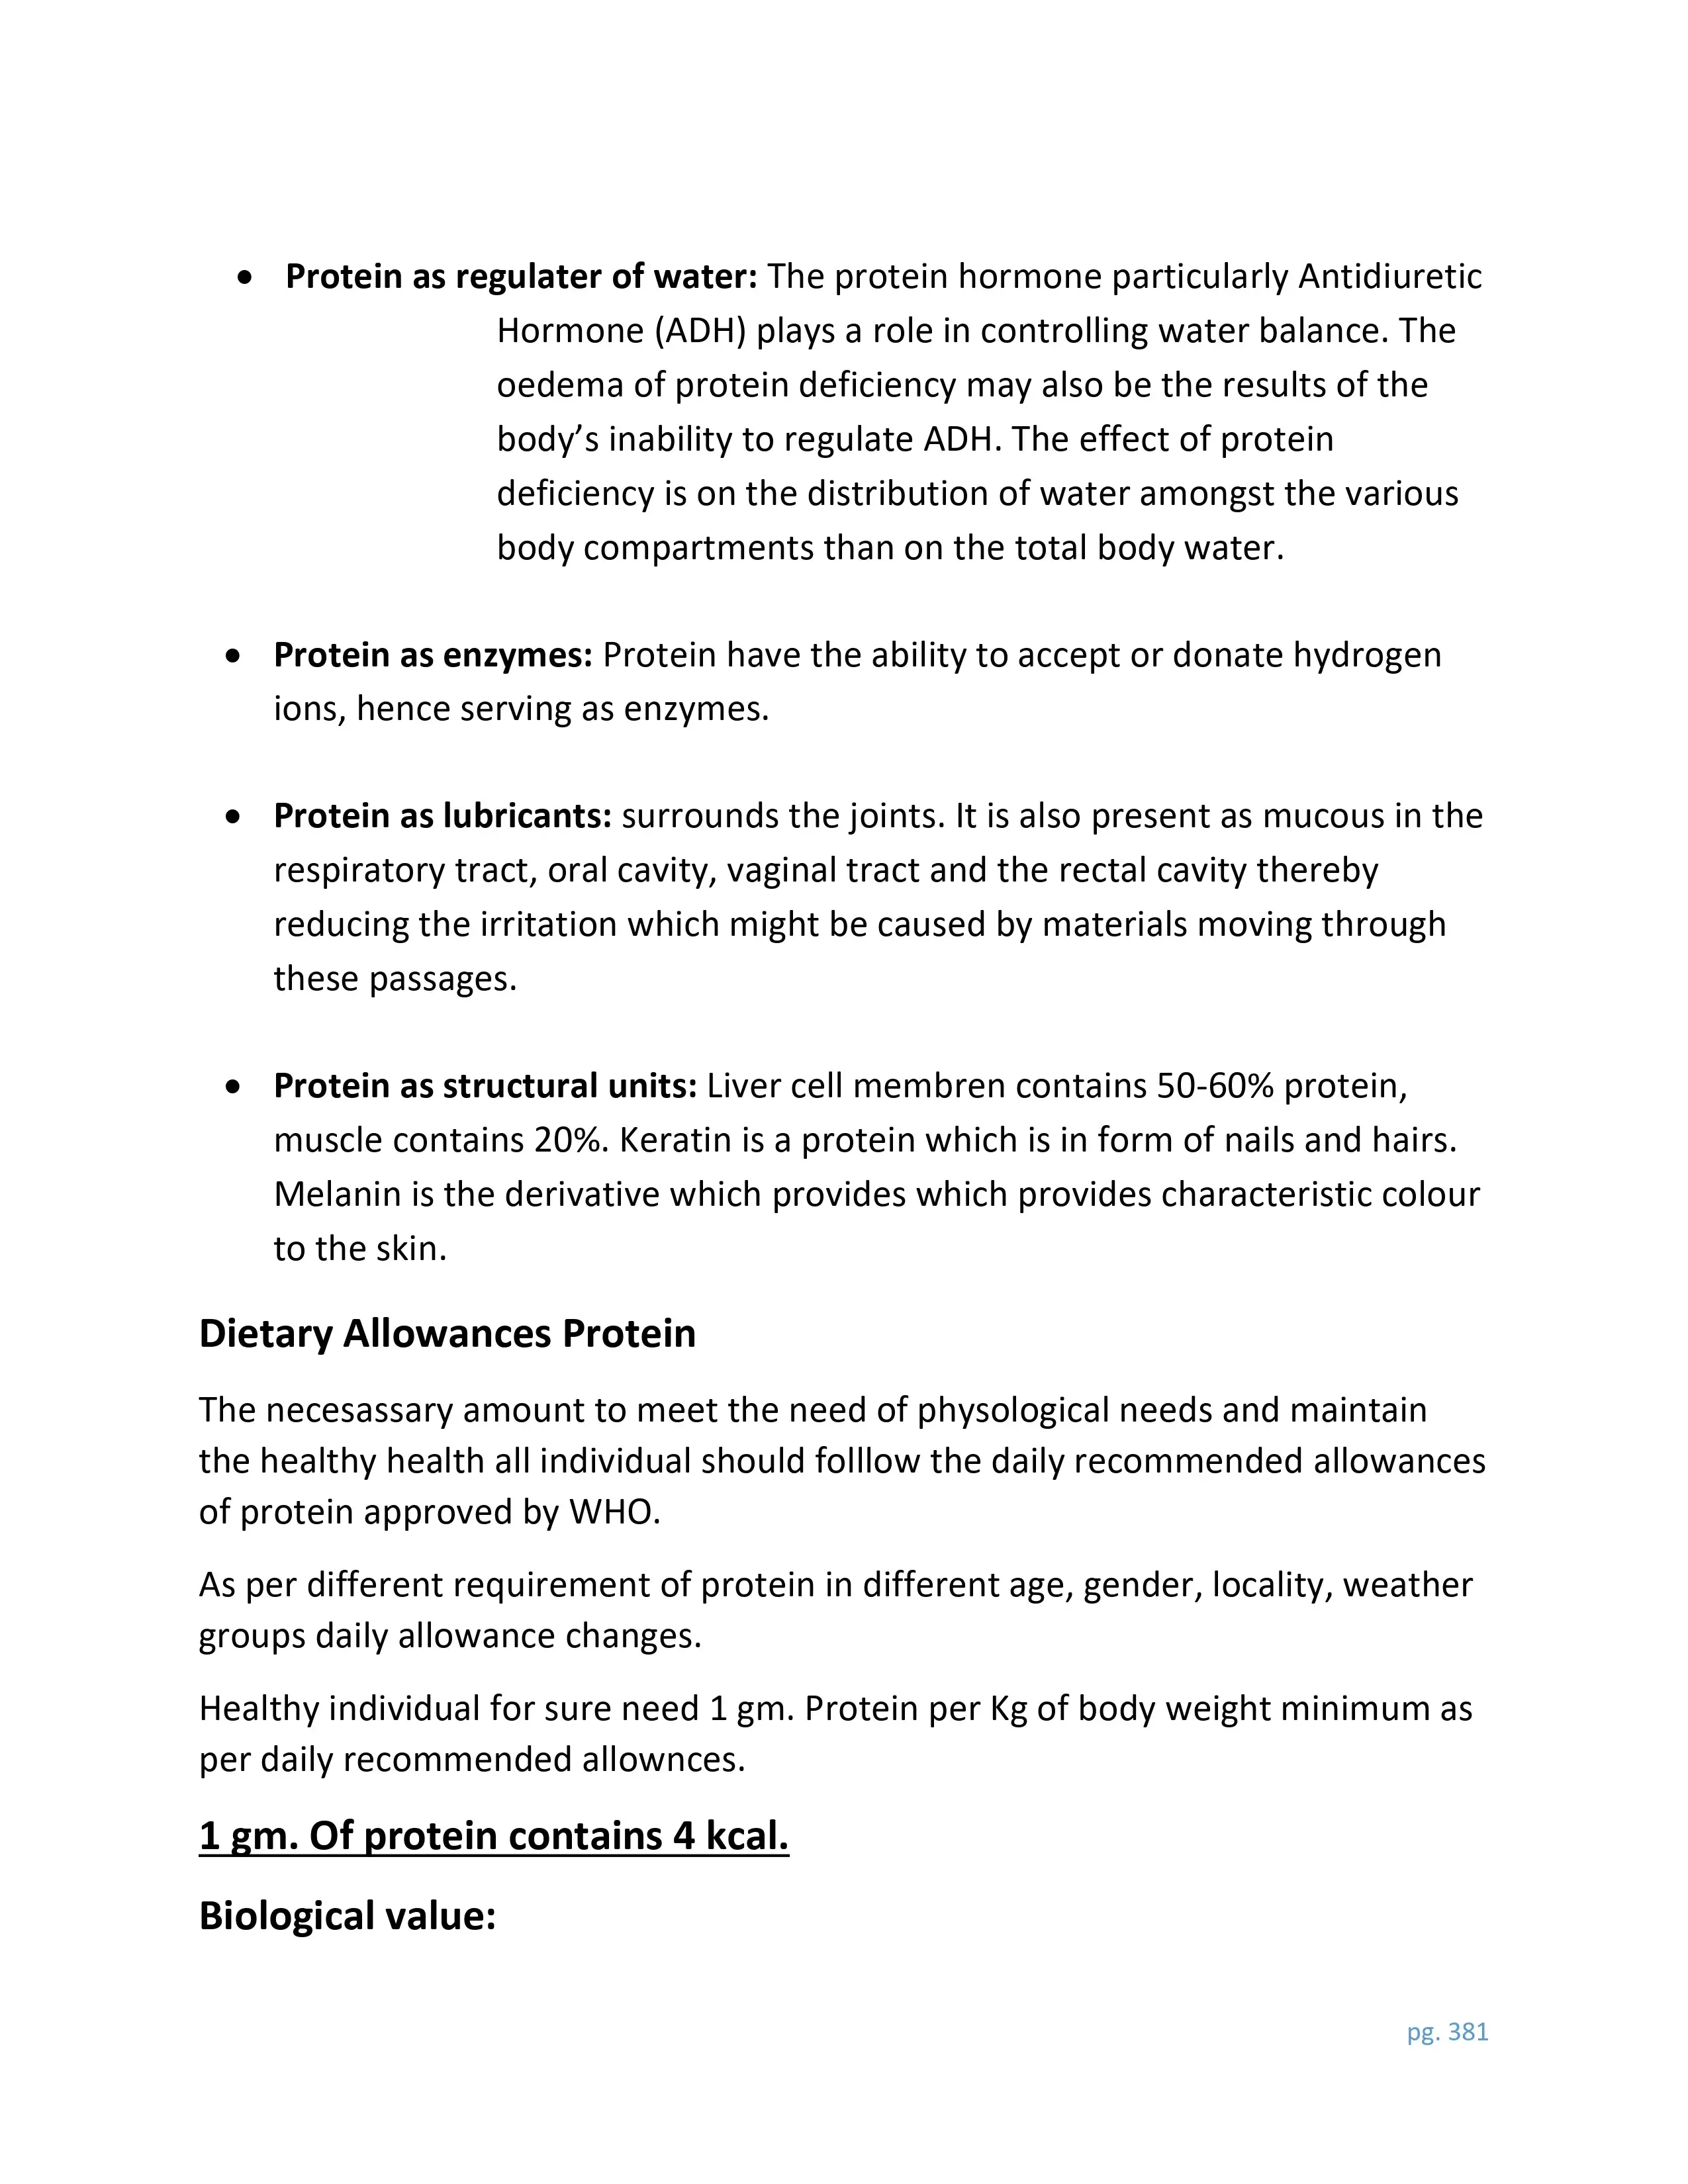 • Protein as regulater of water: The protein hormone particularly Antidiuretic
Hormone (ADH) plays a role in controlling water balance. The
oedema of protein deficiency may also be the results of the
body’s inability to regulate ADH. The effect of protein
deficiency is on the distribution of water amongst the various
body compartments than on the total body water.
• Protein as enzymes: Protein have the ability to accept or donate hydrogen
ions, hence serving as enzymes.
• Protein as lubricants: surrounds the joints. It is also present as mucous in the
respiratory tract, oral cavity, vaginal tract and the rectal cavity thereby
reducing the irritation which might be caused by materials moving through
these passages.
• Protein as structural units: Liver cell membren contains 50-60% protein,
muscle contains 20%. Keratin is a protein which is in form of nails and hairs.
Melanin is the derivative which provides which provides characteristic colour
to the skin.
Dietary Allowances Protein
The necesassary amount to meet the need of physological needs and maintain
the healthy health all individual should folllow the daily recommended allowances
of protein approved by WHO.
As per different requirement of protein in different age, gender, locality, weather
groups daily allowance changes.
Healthy individual for sure need 1 gm. Protein per Kg of body weight minimum as
per daily recommended allownces.
1 gm. Of protein contains 4 kcal.
Biological value:
pg. 381